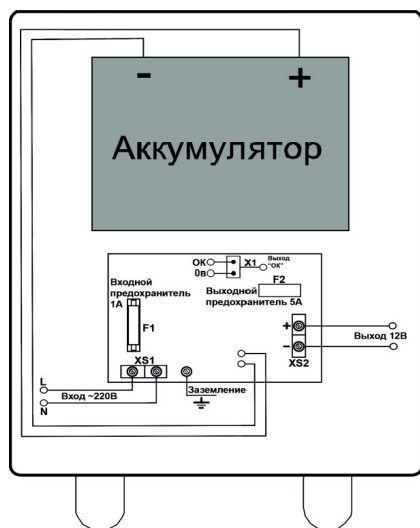 - +
Аккумулятор
ОК
0в
X1
Выход
"ОК"
Входной
предохранитель
1А
F1
F2
Выходной
предохранитель 5А
+
−
Выход 12В
XS2
XS1
L
N
Вход ~220В
Заземление